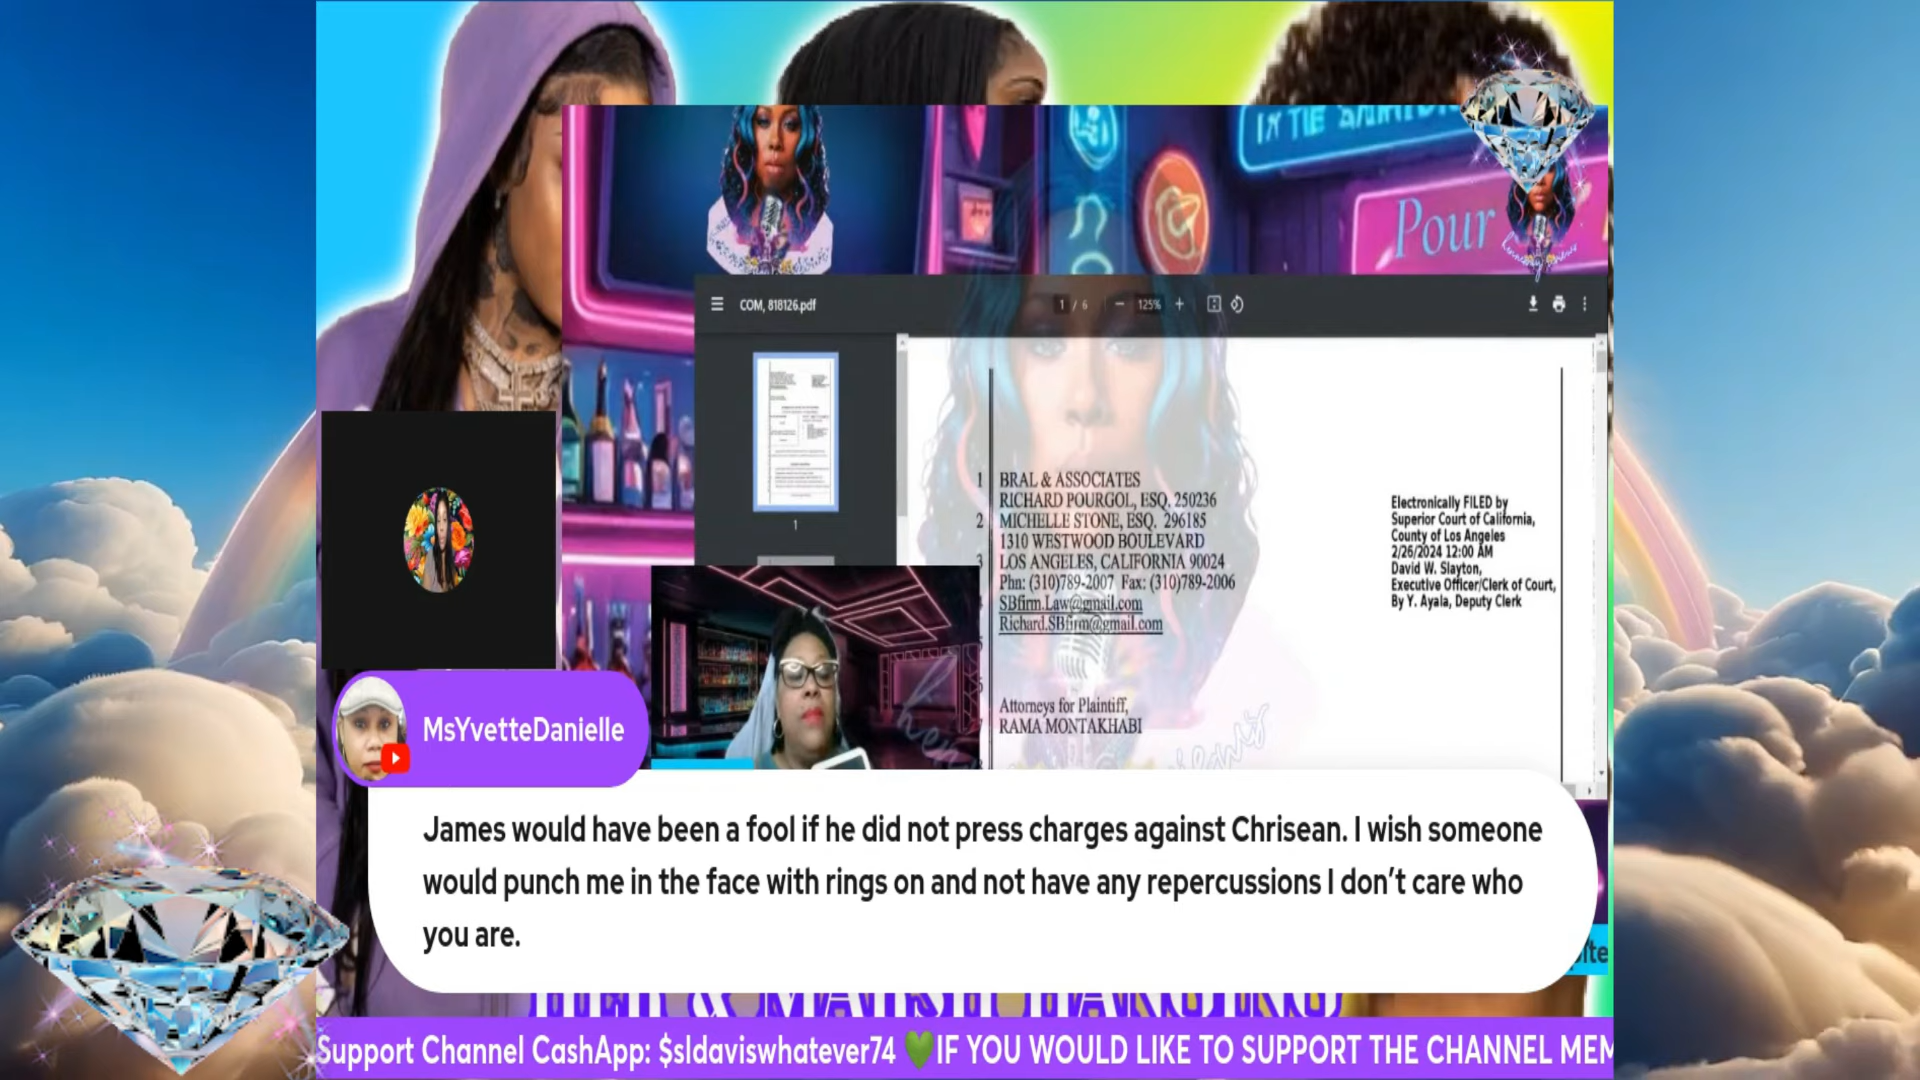 Pour
COM, 818126.pdf
1 / 6
125%
1
1 BRAL & ASSOCIATES
RICHARD POURGOL, ESQ. 250236
2 MICHELLE STONE, ESQ. 296185
1310 WESTWOOD BOULEVARD
3 LOS ANGELES, CALIFORNIA 90024
Phn: (310)789-2007 Fax: (310)789-2006
SBfirm.Law@gmail.com
Richard.SBfirm@gmail.com
Attorneys for Plaintiff,
RAMA MONTAKHABI
Electronically FILED by
Superior Court of California,
County of Los Angeles
2/26/2024 12:00 AM
David W. Slayton,
Executive Officer/Clerk of Court,
By Y. Ayala, Deputy Clerk
MsYvetteDanielle
James would have been a fool if he did not press charges against Chrisean. I wish someone
would punch me in the face with rings on and not have any repercussions I don't care who
you are.
Support Channel CashApp: $sldaviswhatever74 💚IF YOU WOULD LIKE TO SUPPORT THE CHANNEL MEM